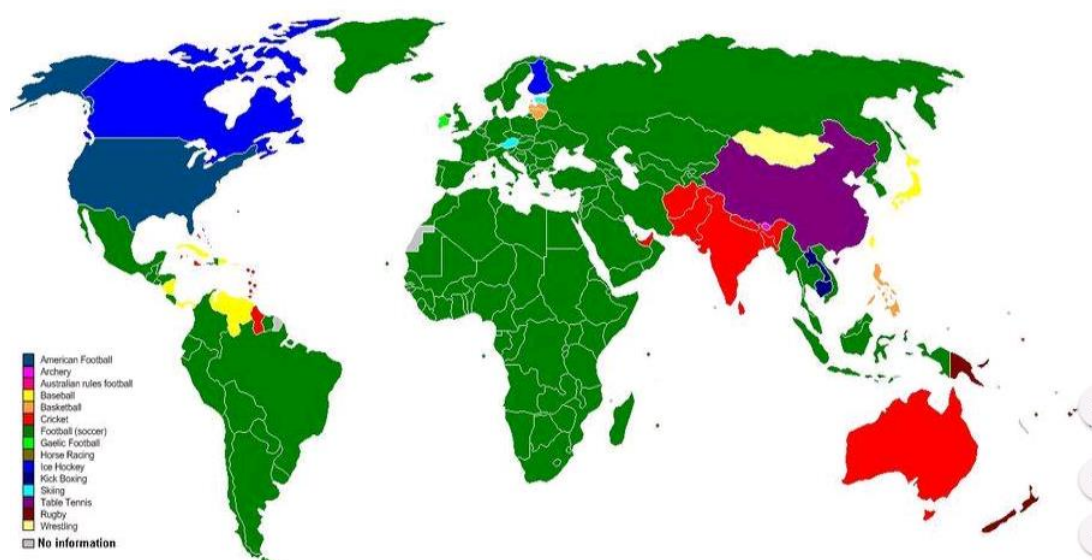 American Football
Archery
Australian rules football
Baseball
Basketball
Cricket
Football (soccer)
Gaelic Football
Horse Racing
Ice Hockey
Kick Boxing
Skiing
Table Tennis
Rugby
Wrestling
No information